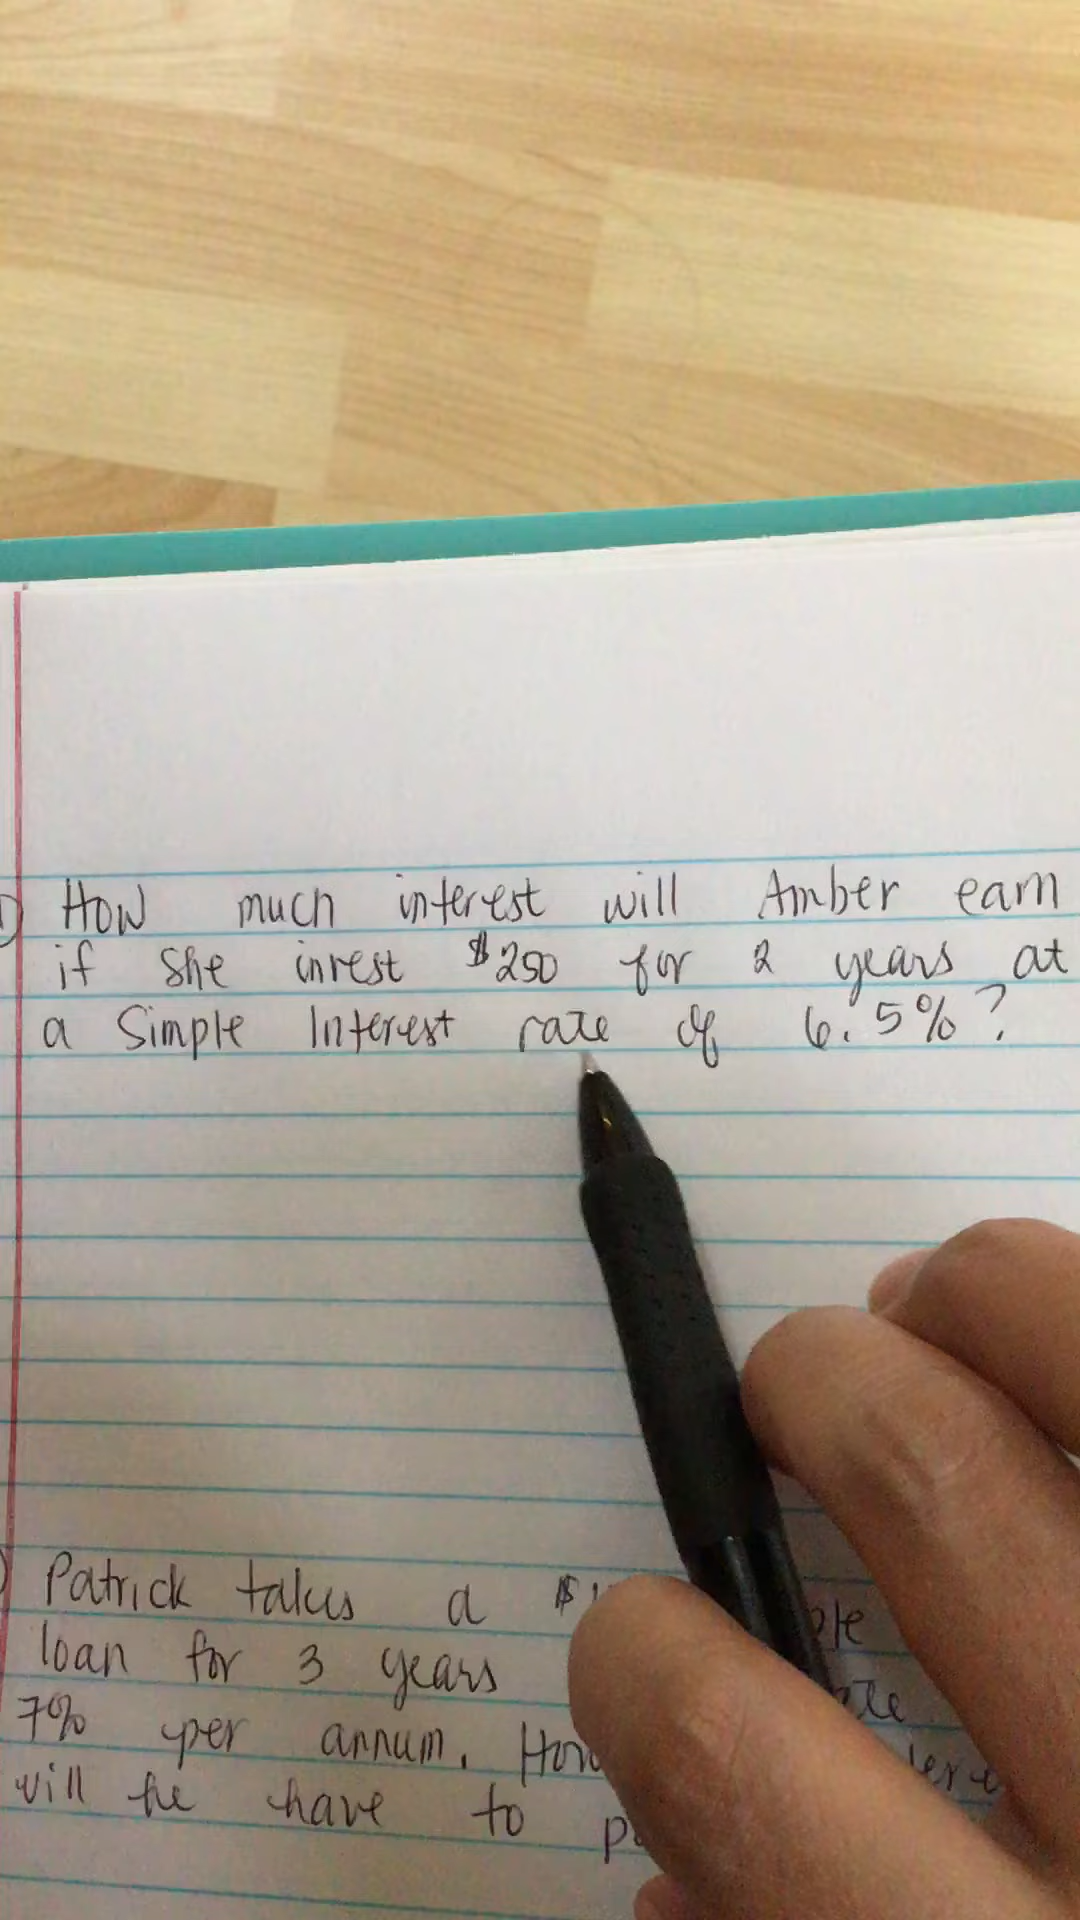 How much interest will Amber earn
if she invest $250 for 2 years at
a Simple Interest rate of 6.5%?
Patrick takes a
loan for 3 years
7% per annum.
will he have to